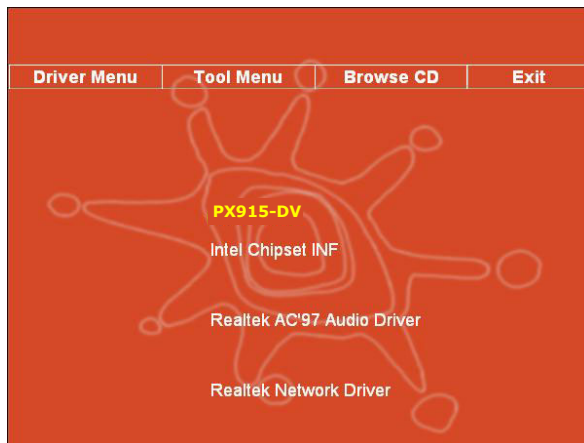 Driver Menu Tool Menu Browse CD Exit
PX915-DV
Intel Chipset INF
Realtek AC'97 Audio Driver
Realtek Network Driver